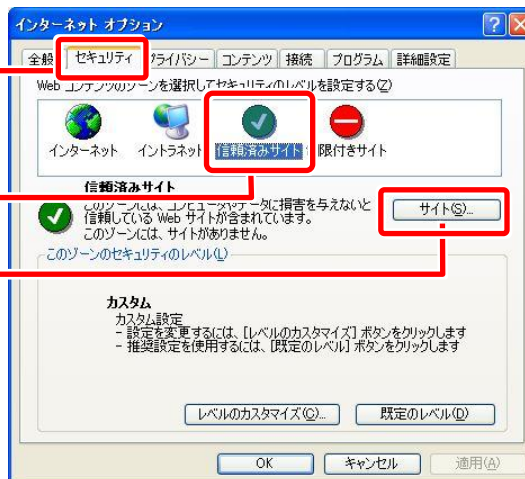 インターネット オプション
全般 セキュリティ プライバシー コンテンツ 接続 プログラム 詳細設定
Web コンテンツのゾーンを選択してセキュリティのレベルを設定する(Z)
インターネット イントラネット 信頼済みサイト 限付きサイト
信頼済みサイト
このゾーンには、コンピュータやデータに損害を与えないと
信頼している Web サイトが含まれています。
このゾーンには、サイトがありません。
サイト(S)...
このゾーンのセキュリティのレベル(L)
カスタム
カスタム設定
- 設定を変更するには、[レベルのカスタマイズ] ボタンをクリックします
- 推奨設定を使用するには、[既定のレベル] ボタンをクリックします
レベルのカスタマイズ(C)... 既定のレベル(D)
OK キャンセル 適用(A)